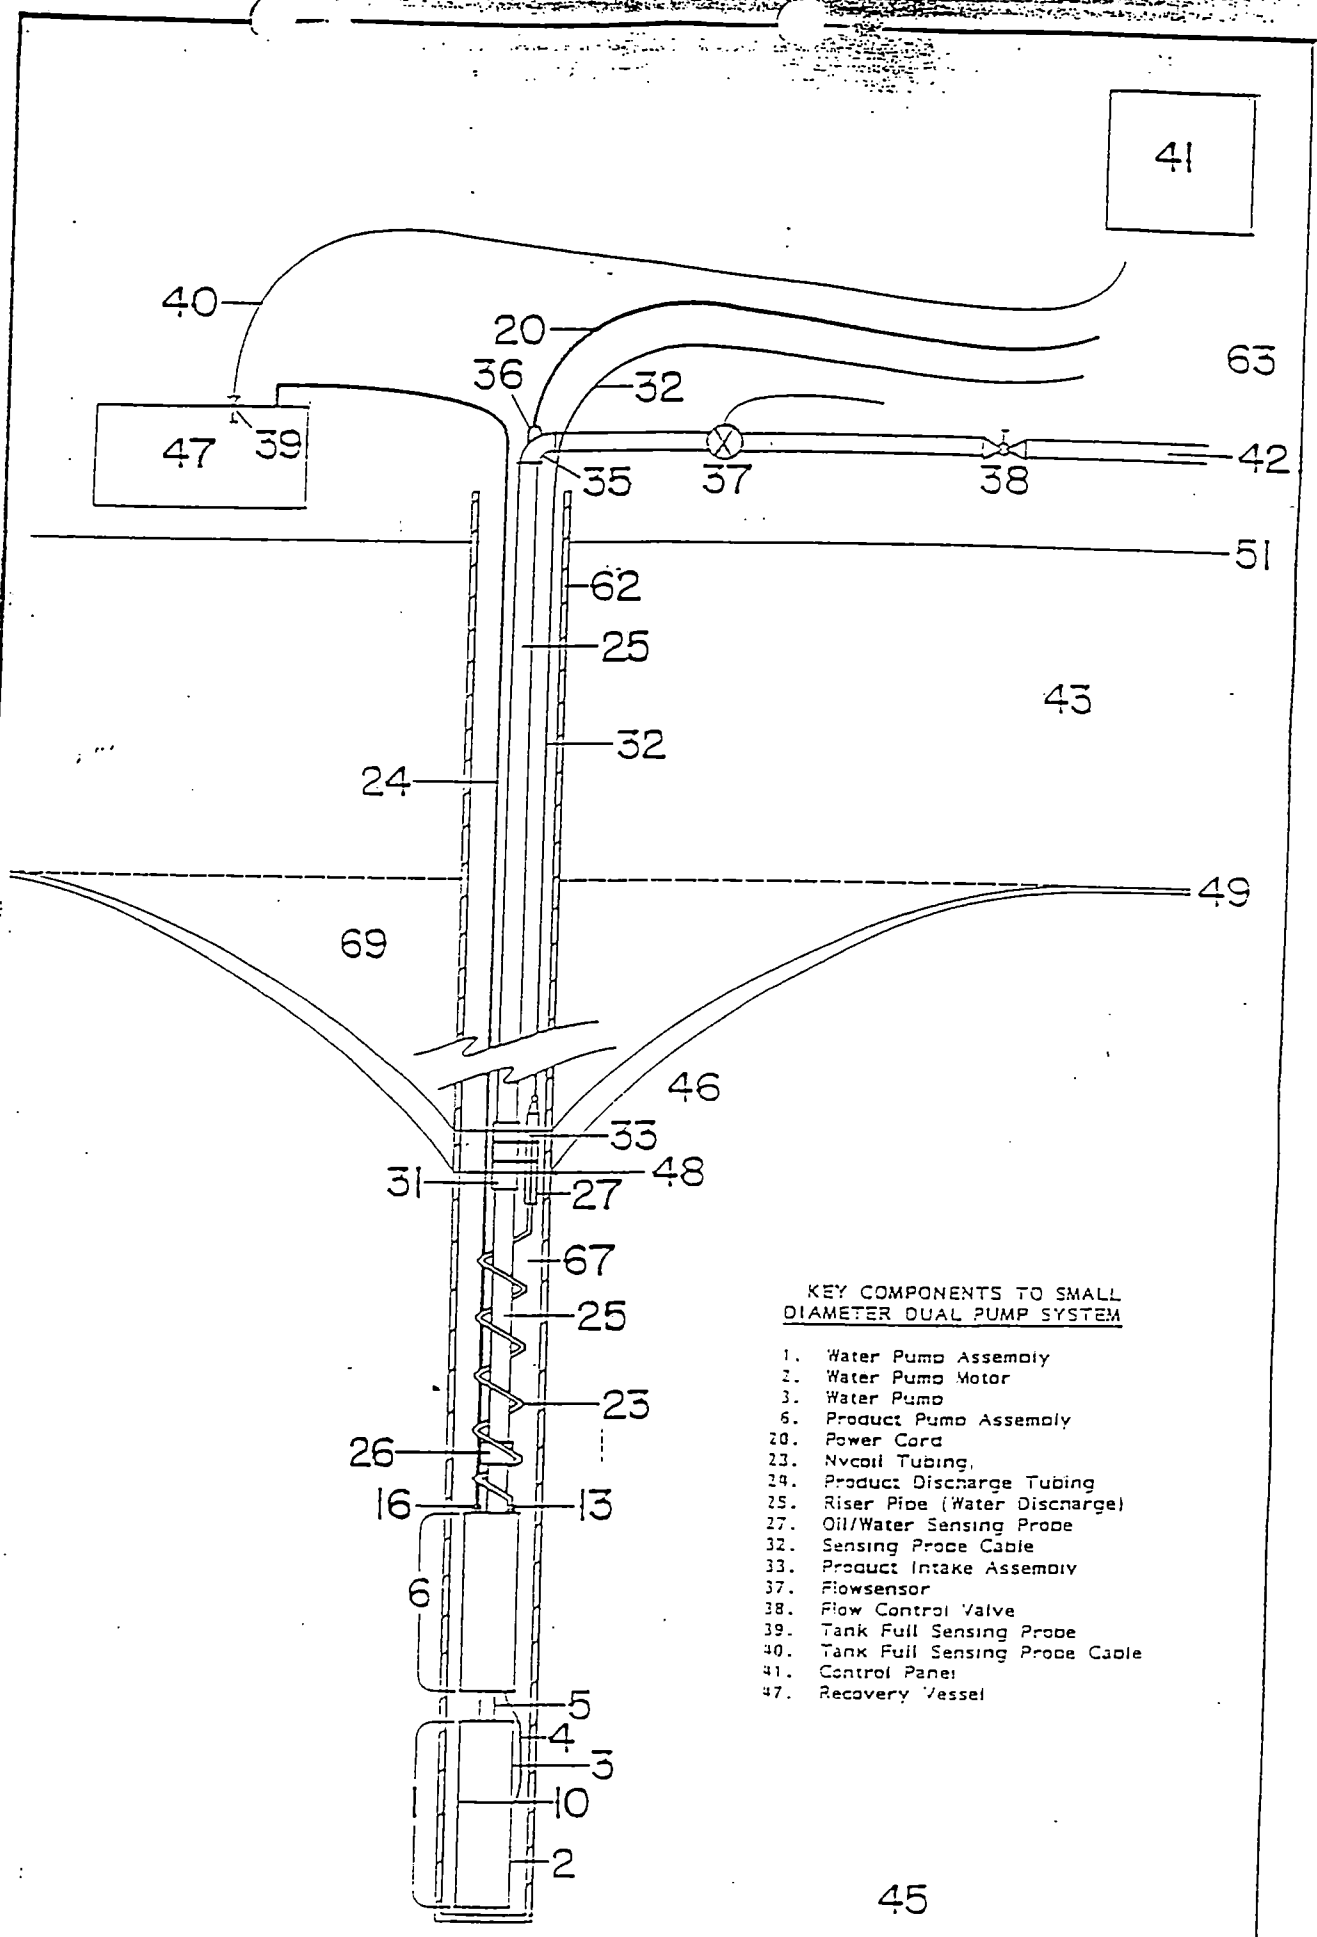 41
40
20
36
32
63
47
39
35
37
38
42
51
62
25
43
32
24
49
69
46
33
48
31
27
67
25
23
26
16
13
6
5
4
3
1
10
2
45
KEY COMPONENTS TO SMALL
DIAMETER DUAL PUMP SYSTEM
1. Water Pump Assembly
2. Water Pump Motor
3. Water Pump
6. Product Pump Assembly
20. Power Cord
23. Nycoil Tubing.
24. Product Discharge Tubing
25. Riser Pipe (Water Discharge)
27. Oil/Water Sensing Probe
32. Sensing Probe Cable
33. Product Intake Assembly
37. Flowsensor
38. Flow Control Valve
39. Tank Full Sensing Probe
40. Tank Full Sensing Probe Cable
41. Control Panel
47. Recovery Vessel